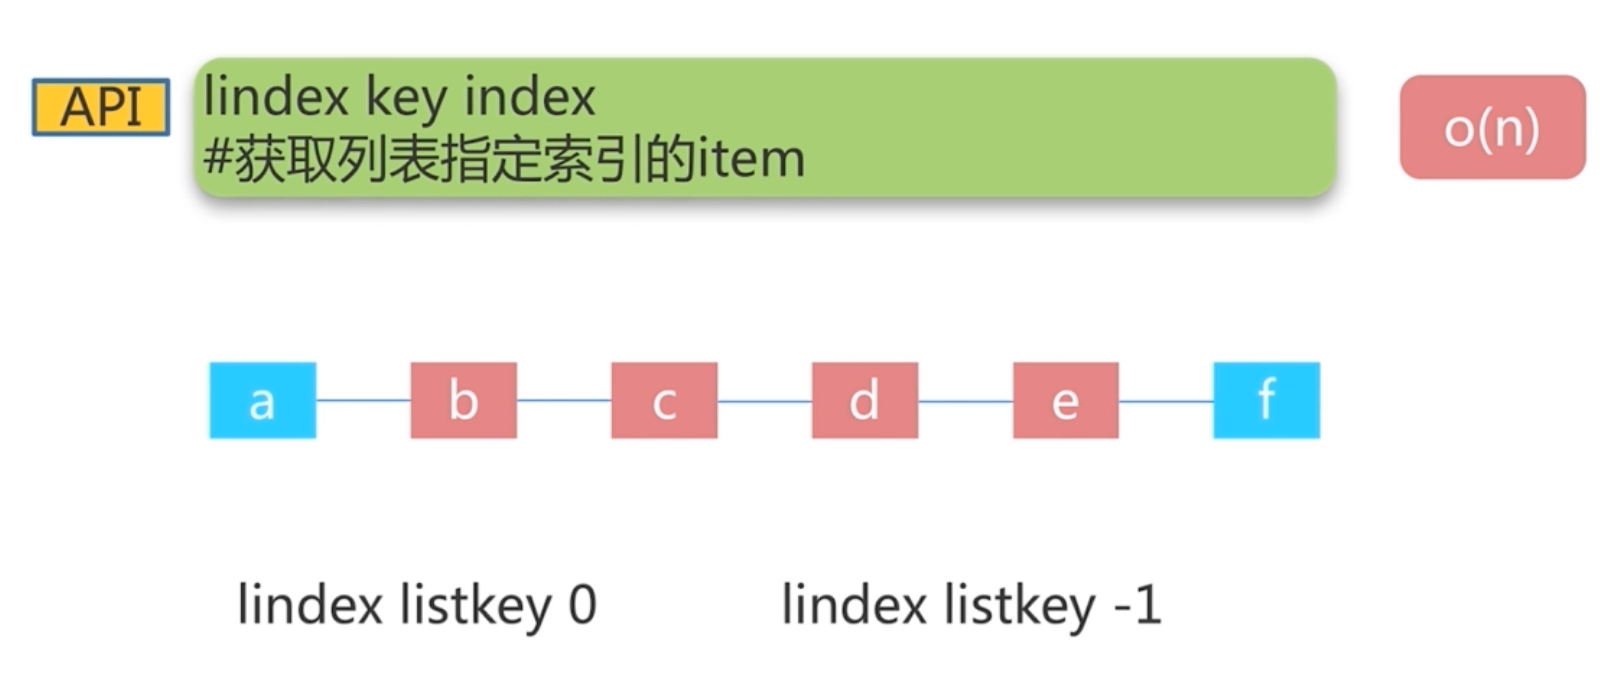 API
lindex key index
#获取列表指定索引的item
o(n)
a b c d e f
lindex listkey 0
lindex listkey -1